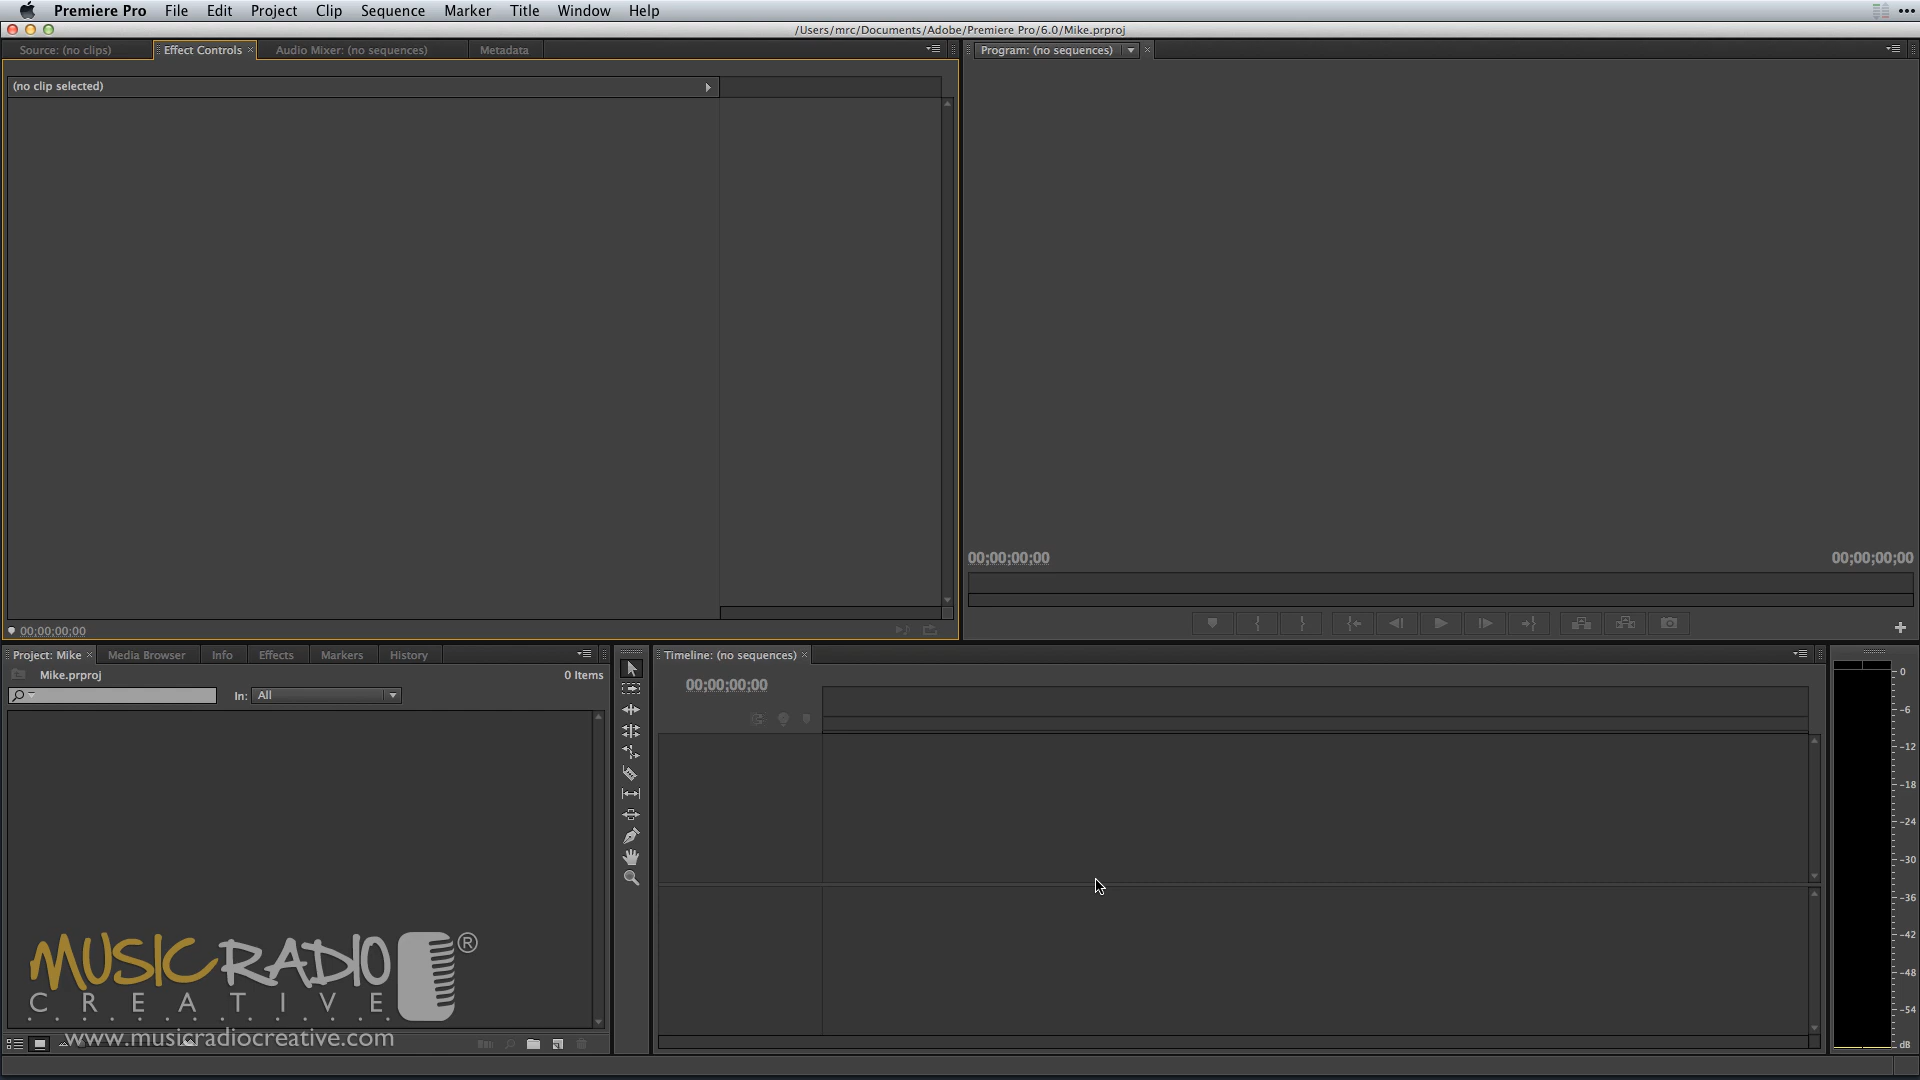 Premiere Pro File Edit Project Clip Sequence Marker Title Window Help
/Users/mrc/Documents/Adobe/Premiere Pro/6.0/Mike.prproj
Source: (no clips) Effect Controls Audio Mixer: (no sequences) Metadata
Program: (no sequences)
(no clip selected)
00;00;00;00 00;00;00;00
00;00;00;00
Project: Mike Media Browser Info Effects Markers History
Timeline: (no sequences)
Mike.prproj 0 Items
00;00;00;00
In: All
0
-6
-12
-18
-24
-30
-36
-42
-48
-54
dB
MUSIC RADIO ®
CREATIVE
www.musicradiocreative.com